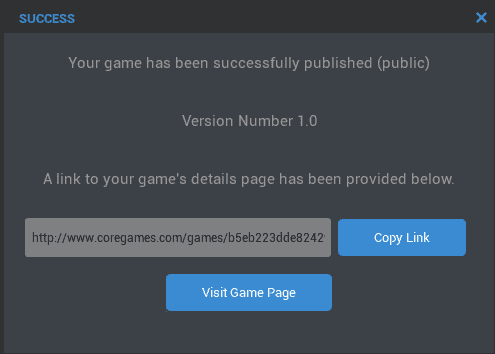 SUCCESS
Your game has been successfully published (public)
Version Number 1.0
A link to your game's details page has been provided below.
http://www.coregames.com/games/b5eb223dde8242
Copy Link
Visit Game Page